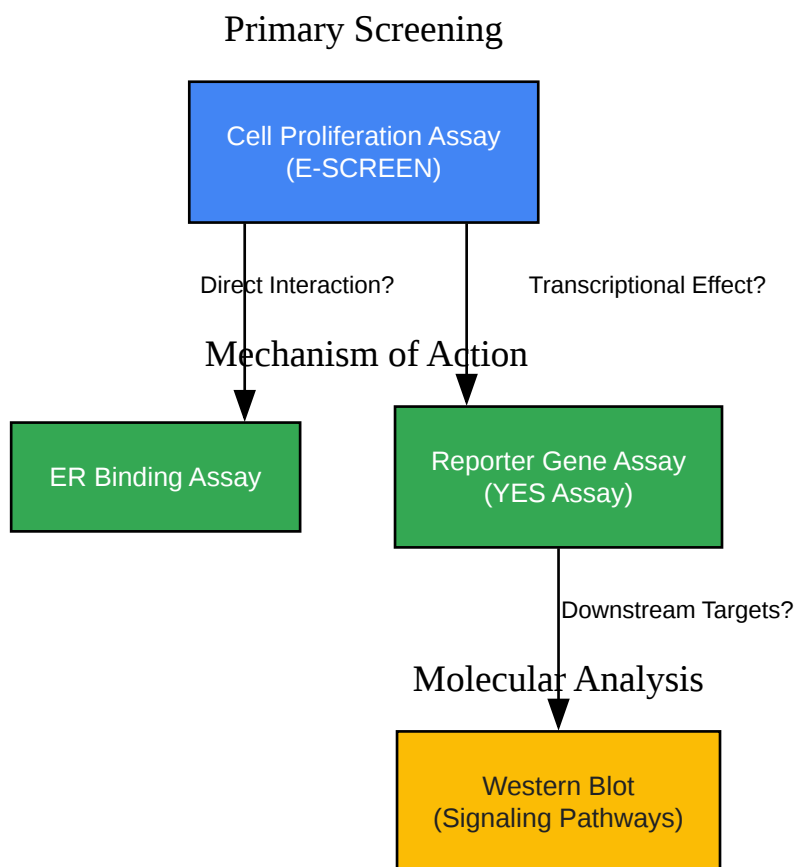 Primary Screening
Cell Proliferation Assay
(E-SCREEN)
Direct Interaction?
Transcriptional Effect?
Mechanism of Action
ER Binding Assay
Reporter Gene Assay
(YES Assay)
Downstream Targets?
Molecular Analysis
Western Blot
(Signaling Pathways)